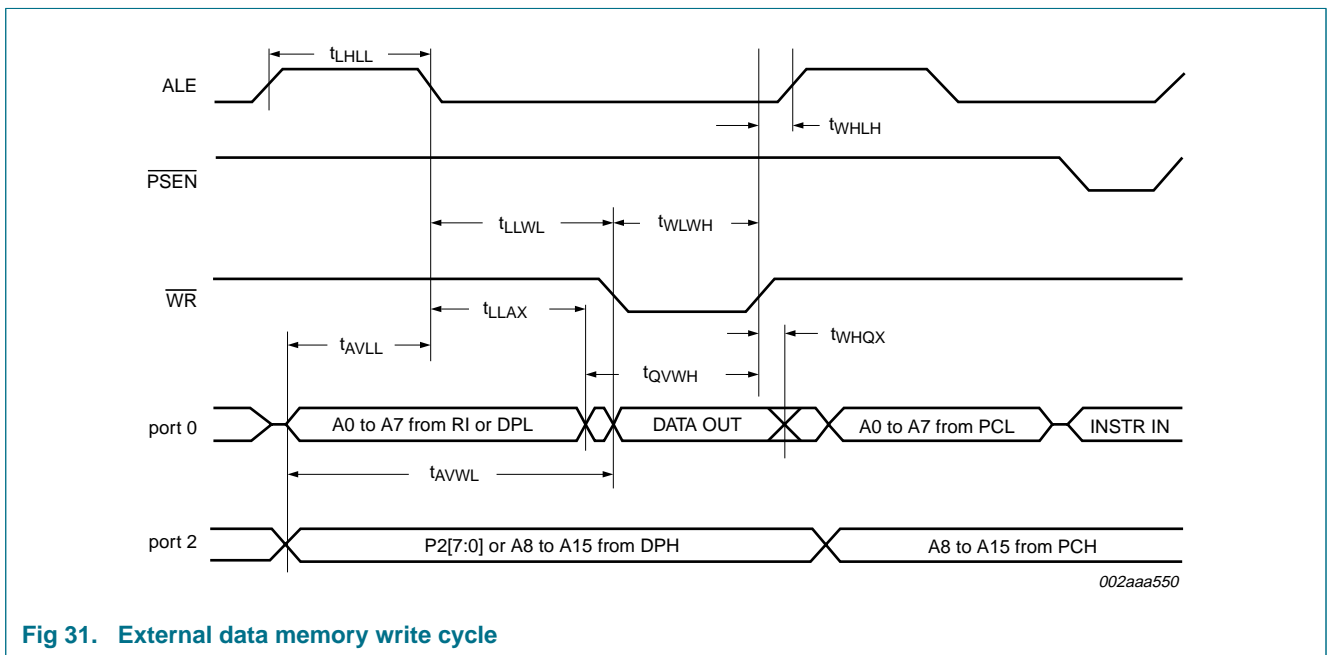 tLHLL
ALE
tWHLH
PSEN
tLLWL
tWLWH
WR
tLLAX
tWHQX
tAVLL
tQVWH
port 0
A0 to A7 from RI or DPL
DATA OUT
A0 to A7 from PCL
INSTR IN
tAVWL
port 2
P2[7:0] or A8 to A15 from DPH
A8 to A15 from PCH
002aaa550
Fig 31. External data memory write cycle